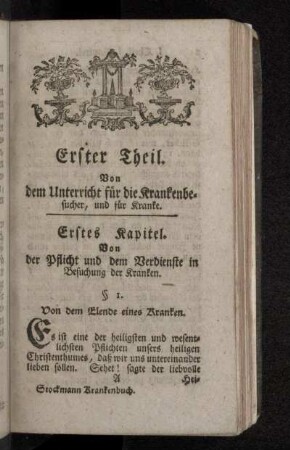 Erster Theil.
Von
dem Unterricht für die Krankenbe-
sucher, und für Kranke.
Erstes Kapitel.
Von
der Pflicht und dem Verdienste in
Besuchung der Kranken.
§ 1.
Von dem Elende eines Kranken.
Es ist eine der heiligsten und wesent-
lichsten Pflichten unsers heiligen
Christenthumes, daß wir uns untereinander
lieben sollen. Sehet! sagte der liebvolle
A Hei-
Stockmann Krankenbuch.